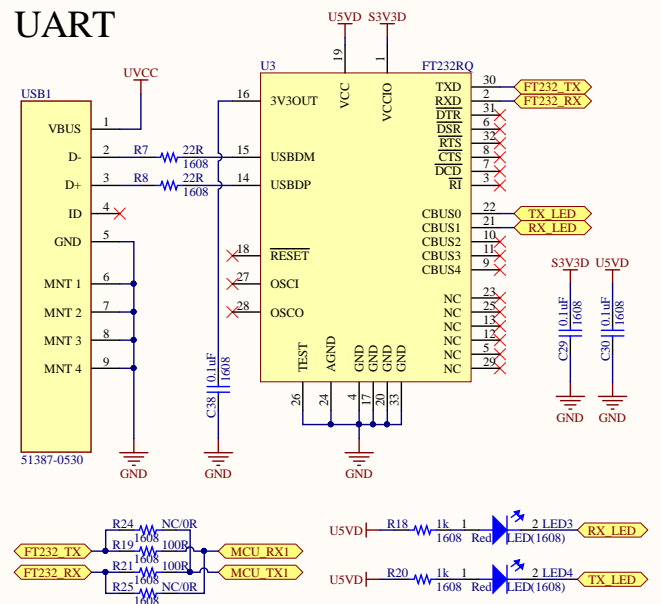 UART
USB1
UVCC
VBUS 1
D- 2
D+ 3
ID 4
GND 5
MNT 1 6
MNT 2 7
MNT 3 8
MNT 4 9
51387-0530
GND
R7 22R
1608
R8 22R
1608
C38 0.1uF
1608
GND
U5VD S3V3D
U3 FT232RQ
19 1
VCC VCCIO
16 3V3OUT
15 USBDM
14 USBDP
18 RESET
27 OSCI
28 OSCO
TXD 30 FT232_TX
RXD 2 FT232_RX
DTR 31
DSR 6
RTS 32
CTS 8
DCD 7
RI 3
CBUS0 22 TX_LED
CBUS1 21 RX_LED
CBUS2 10
CBUS3 11
CBUS4 9
NC 23
NC 25
NC 13
NC 12
NC 5
NC 29
TEST AGND GND GND GND GND
26 24 4 17 20 33
GND
S3V3D U5VD
C29 0.1uF 1608
C30 0.1uF 1608
GND GND
FT232_TX
FT232_RX
R24 NC/0R
1608
R19 100R
1608
R21 100R
1608
R25 NC/0R
1608
MCU_RX1
MCU_TX1
U5VD R18 1k 1 2 LED3 RX_LED
1608 Red LED(1608)
U5VD R20 1k 1 2 LED4 TX_LED
1608 Red LED(1608)